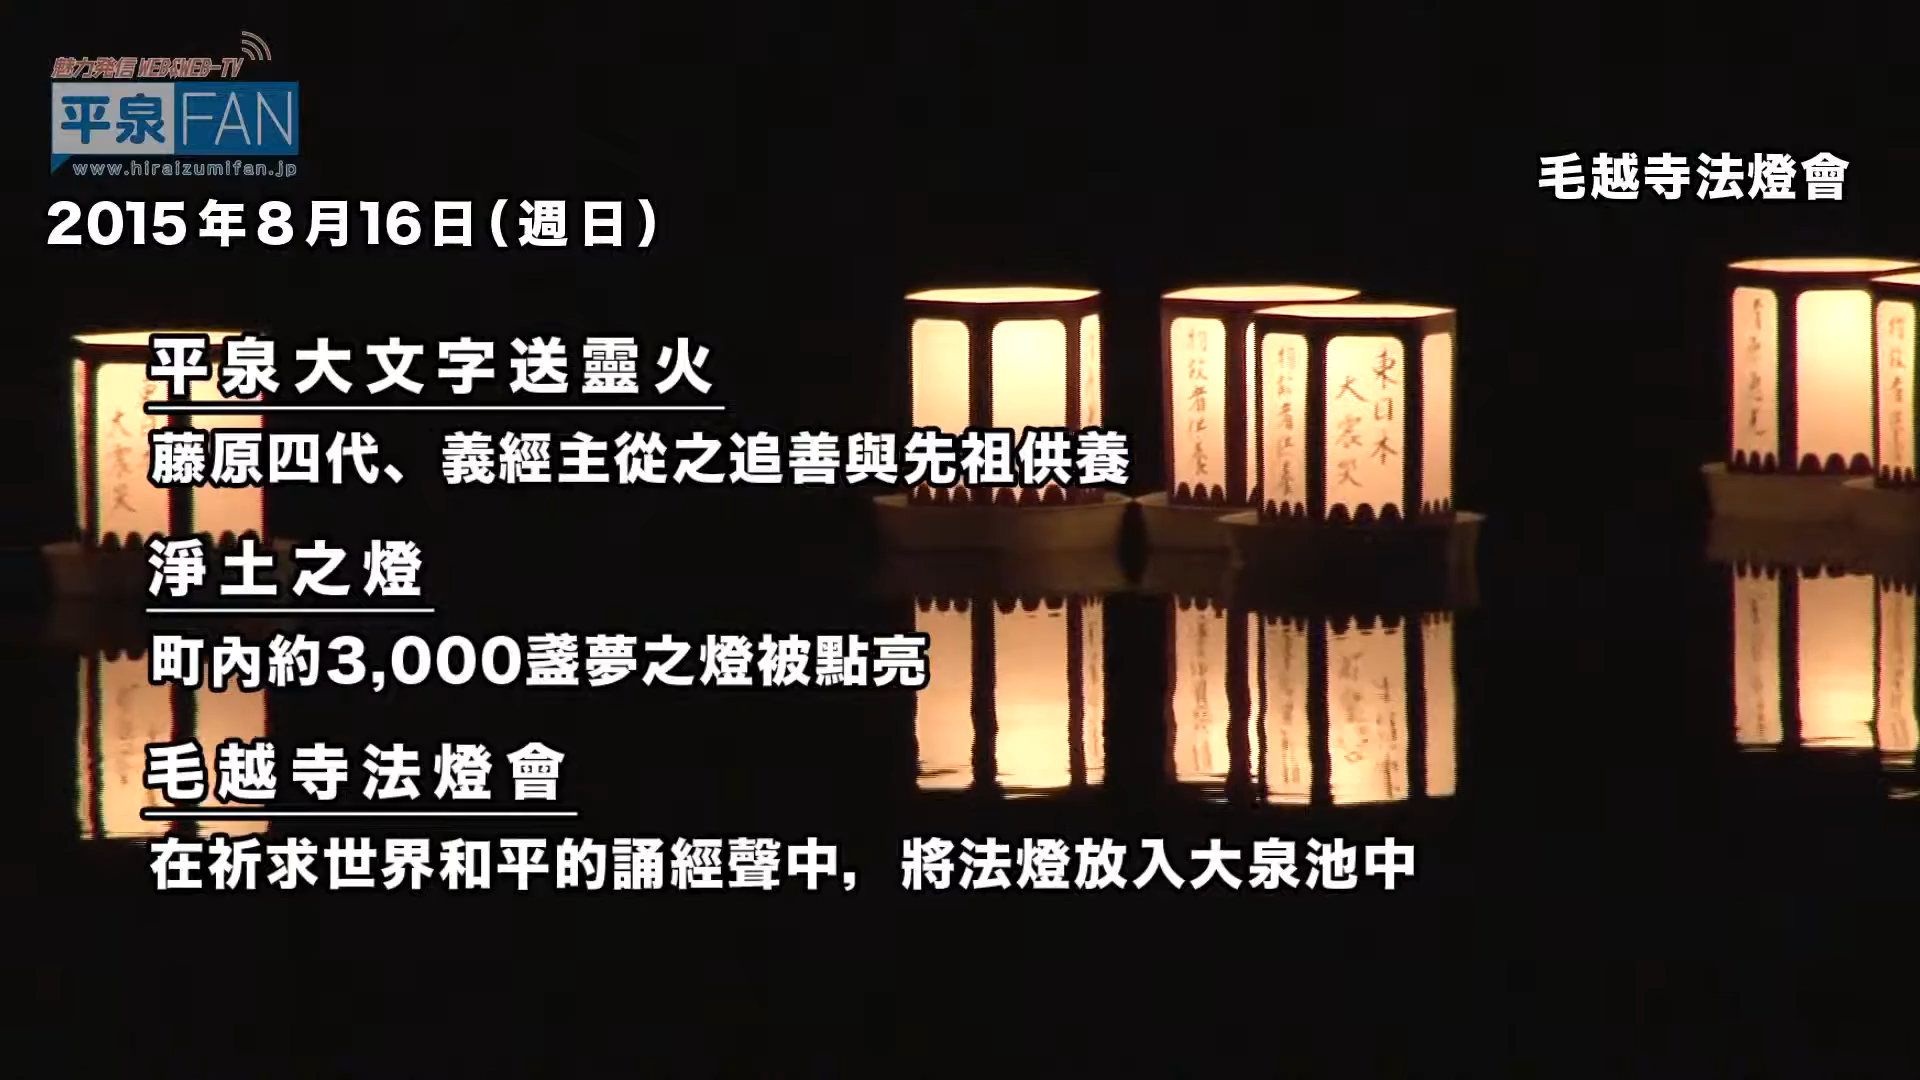 魅力発信 WEB&WEB-TV
平泉FAN
www.hiraizumifan.jp
毛越寺法燈會
2015年8月16日(週日)
平泉大文字送靈火
藤原四代、義經主從之追善與先祖供養
淨土之燈
町內約3,000盞夢之燈被點亮
毛越寺法燈會
在祈求世界和平的誦經聲中，將法燈放入大泉池中
東日本
大震災
大震災